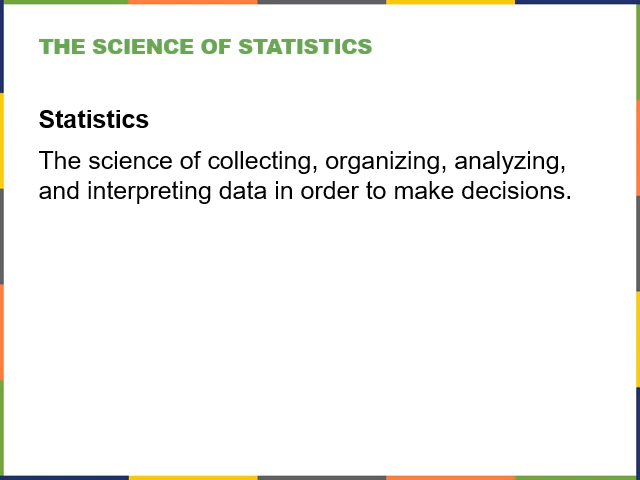 THE SCIENCE OF STATISTICS
Statistics
The science of collecting, organizing, analyzing,
and interpreting data in order to make decisions.